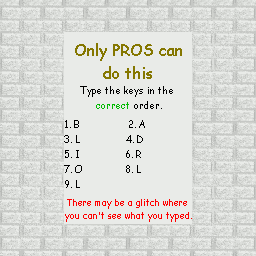 Only PROS can
do this
Type the keys in the
correct order.
1. B 2. A
3. L 4. D
5. I 6. R
7. O 8. L
9. L
There may be a glitch where
you can't see what you typed.